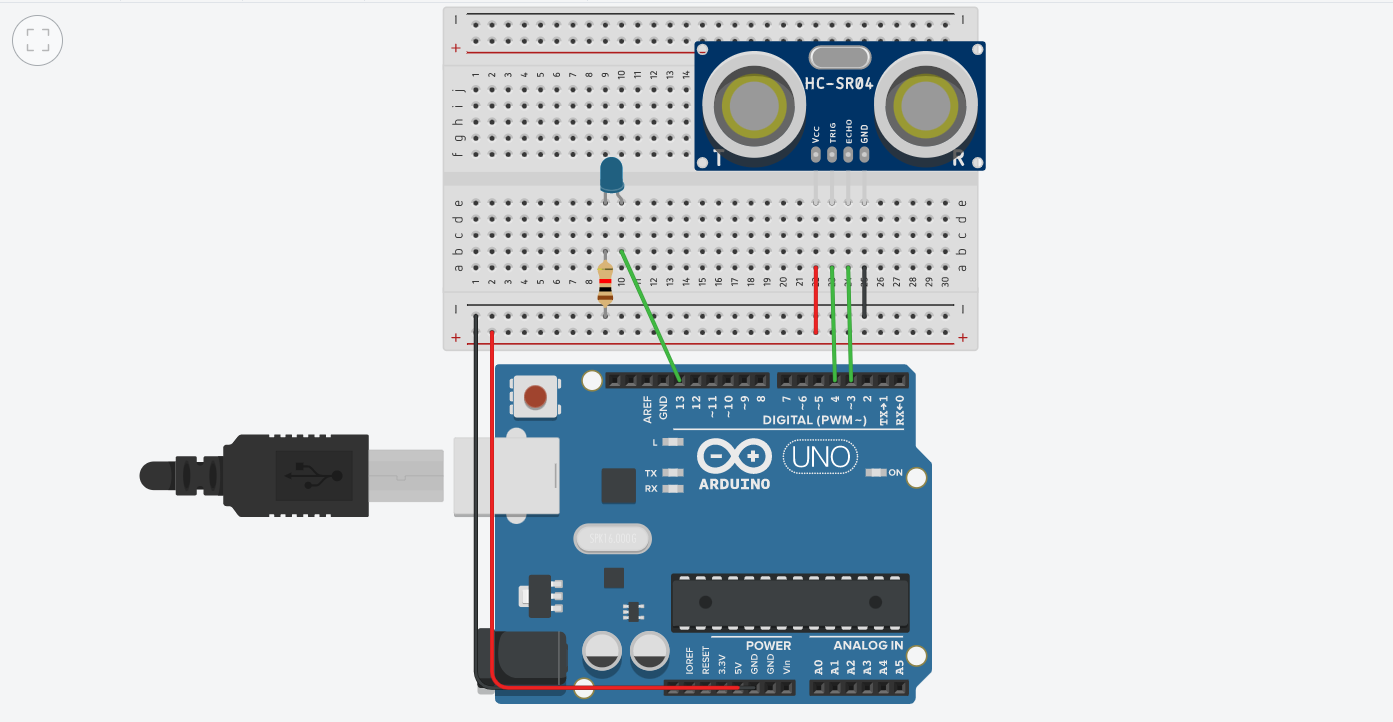 − −
+
1 2 3 4 5 6 7 8 9 10 11 12 13 14
j
i
h
g
f
HC-SR04
Vcc TRIG ECHO GND
T R
e e
d d
c c
b b
a a
1 2 3 4 5 6 7 8 9 10 11 12 13 14 15 16 17 18 19 20 21 26 27 28 29 30
− −
+ +
AREF GND 13 12 ~11 ~10 ~9 8 7 ~6 ~5 4 ~3 2 TX→1 RX←0
DIGITAL (PWM~)
L
TX
RX
− +
UNO
ARDUINO
ON
POWER ANALOG IN
IOREF RESET 3.3V 5V GND GND Vin A0 A1 A2 A3 A4 A5